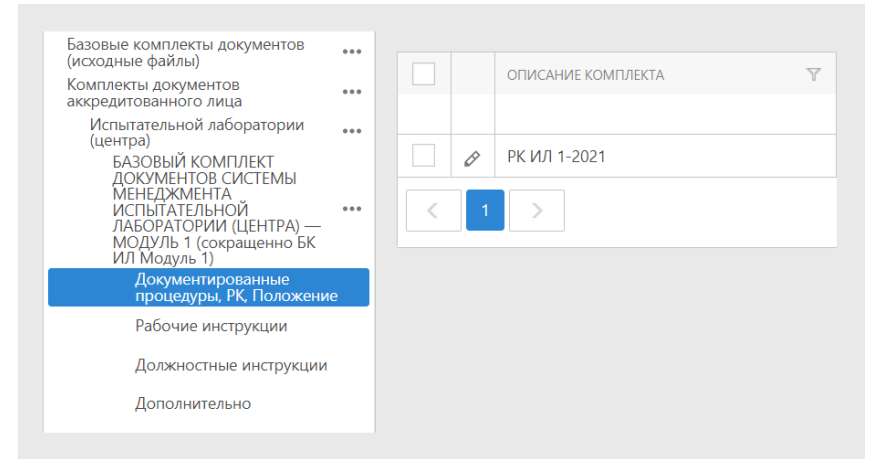 Базовые комплекты документов
(исходные файлы)
Комплекты документов
аккредитованного лица
Испытательной лаборатории
(центра)
БАЗОВЫЙ КОМПЛЕКТ
ДОКУМЕНТОВ СИСТЕМЫ
МЕНЕДЖМЕНТА
ИСПЫТАТЕЛЬНОЙ
ЛАБОРАТОРИИ (ЦЕНТРА) —
МОДУЛЬ 1 (сокращенно БК
ИЛ Модуль 1)
Документированные
процедуры, РК, Положение
Рабочие инструкции
Должностные инструкции
Дополнительно
ОПИСАНИЕ КОМПЛЕКТА
РК ИЛ 1-2021
1